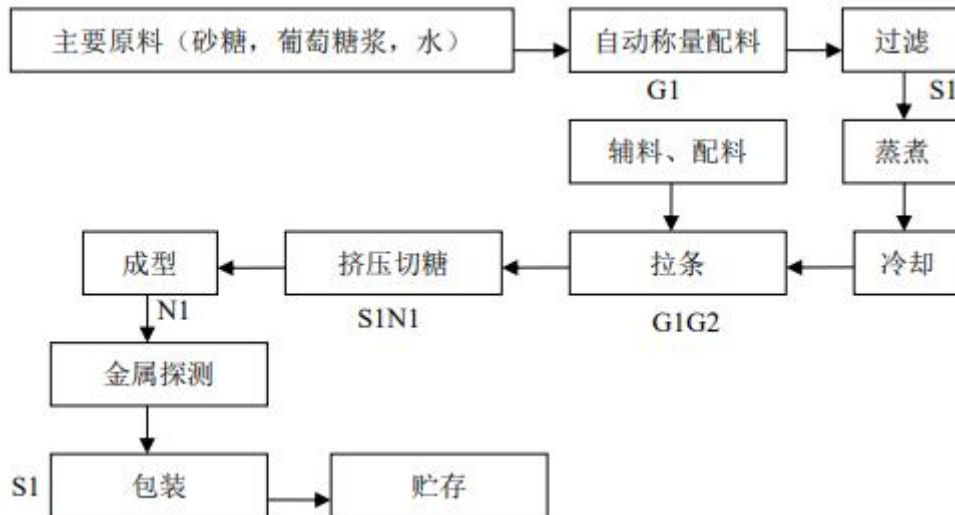 主要原料（砂糖，葡萄糖浆，水）
自动称量配料
过滤
G1
S1
辅料、配料
蒸煮
成型
挤压切糖
拉条
冷却
N1
S1N1
G1G2
金属探测
S1
包装
贮存